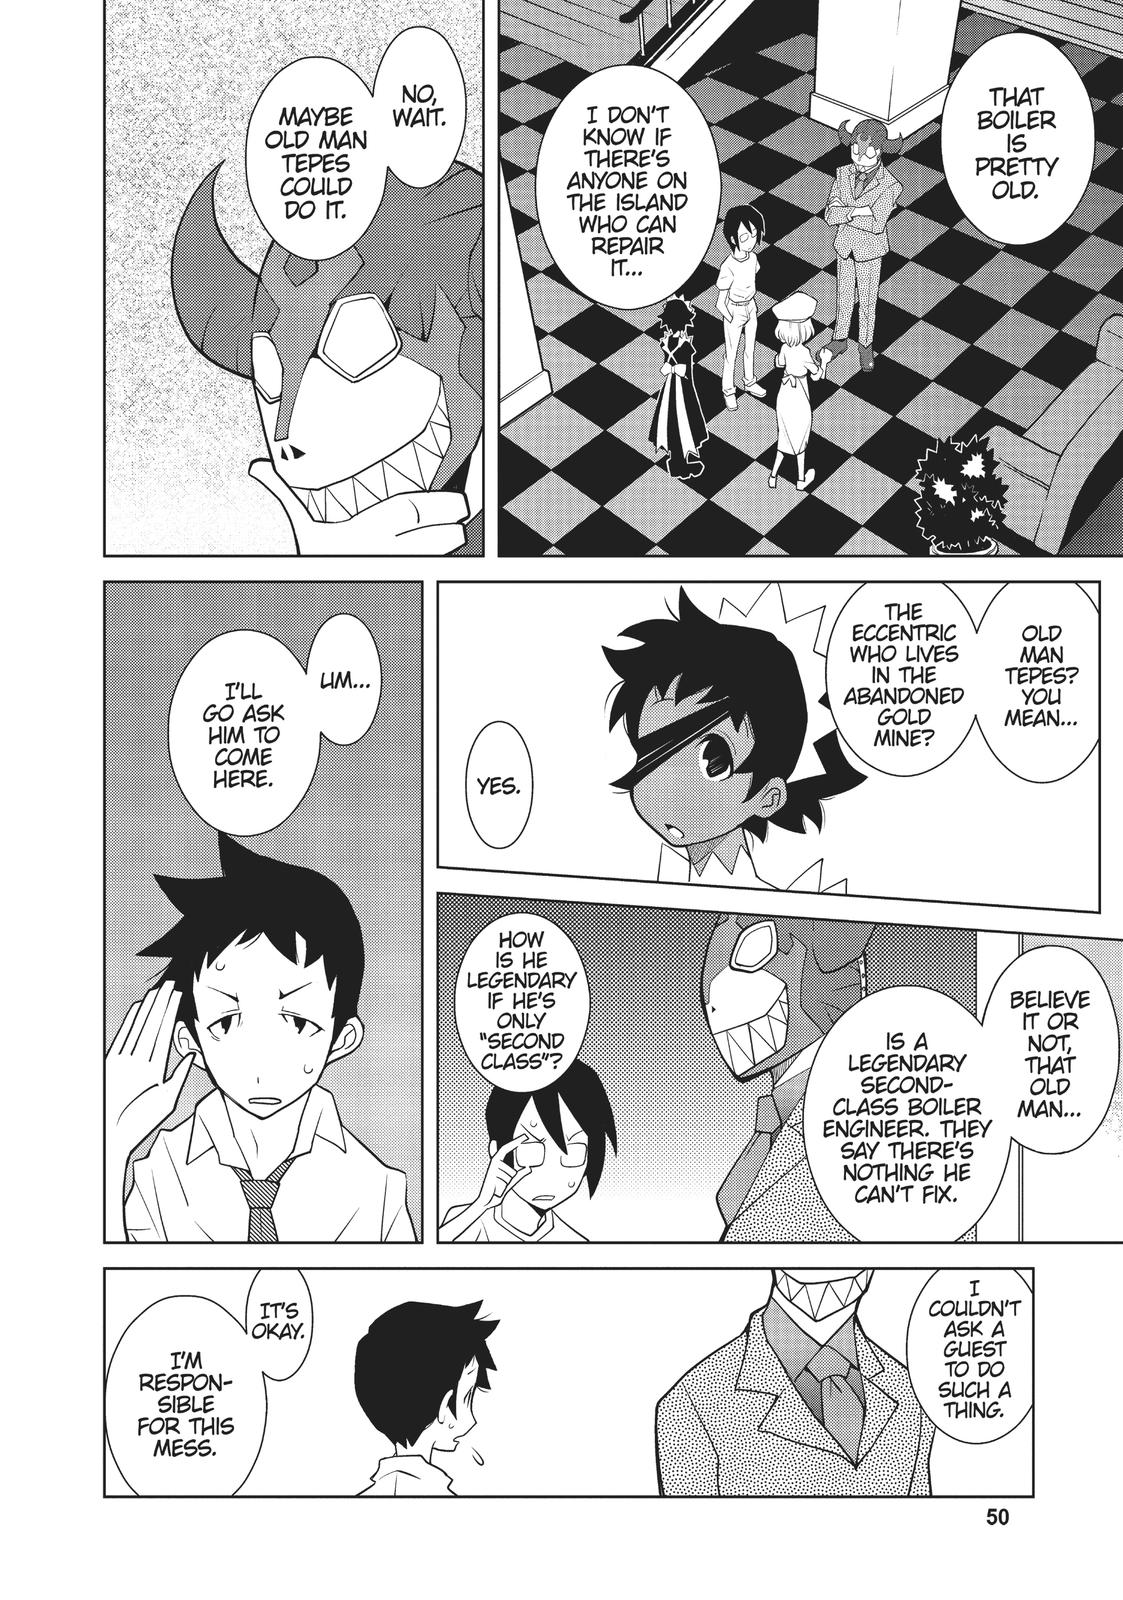 THAT
BOILER
IS
PRETTY
OLD.
I DON'T
KNOW IF
THERE'S
ANYONE ON
THE ISLAND
WHO CAN
REPAIR
IT...
NO,
WAIT.
MAYBE
OLD MAN
TEPES
COULD
DO IT.
OLD
MAN
TEPES?
YOU
MEAN...
THE
ECCENTRIC
WHO LIVES
IN THE
ABANDONED
GOLD
MINE?
YES.
BELIEVE
IT OR
NOT,
THAT
OLD
MAN...
IS A
LEGENDARY
SECOND-
CLASS BOILER
ENGINEER. THEY
SAY THERE'S
NOTHING HE
CAN'T FIX.
HOW
IS HE
LEGENDARY
IF HE'S
ONLY
"SECOND
CLASS"?
UM...
I'LL
GO ASK
HIM TO
COME
HERE.
I
COULDN'T
ASK A
GUEST
TO DO
SUCH A
THING.
IT'S
OKAY.
I'M
RESPON-
SIBLE
FOR THIS
MESS.
50